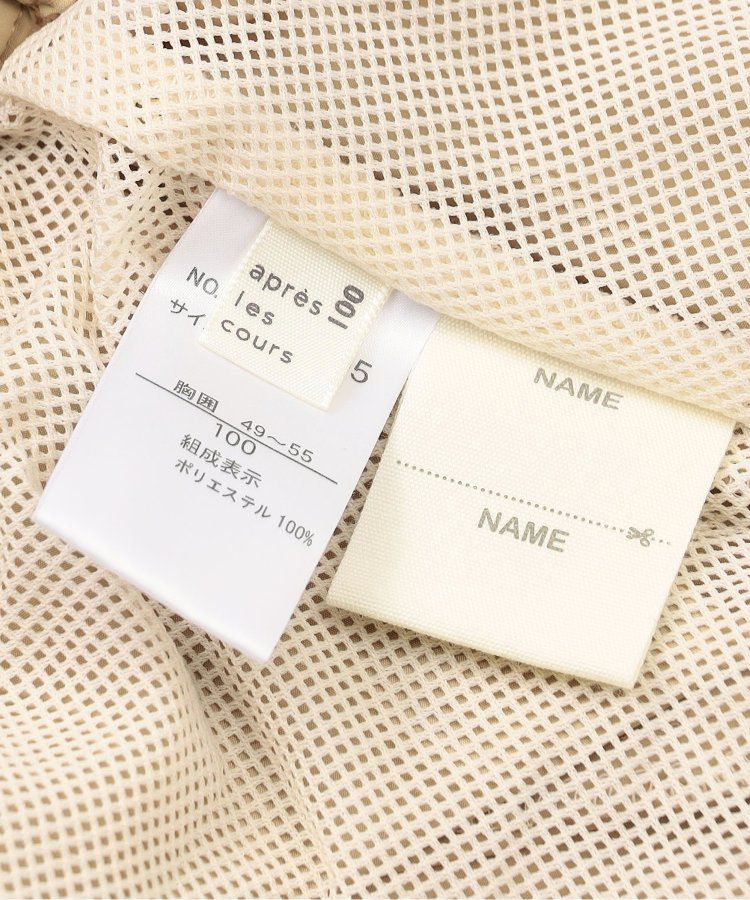 NO.
サイ
5
胸囲 49〜55
100
組成表示
ポリエステル 100%
après
les
cours
100
NAME
NAME